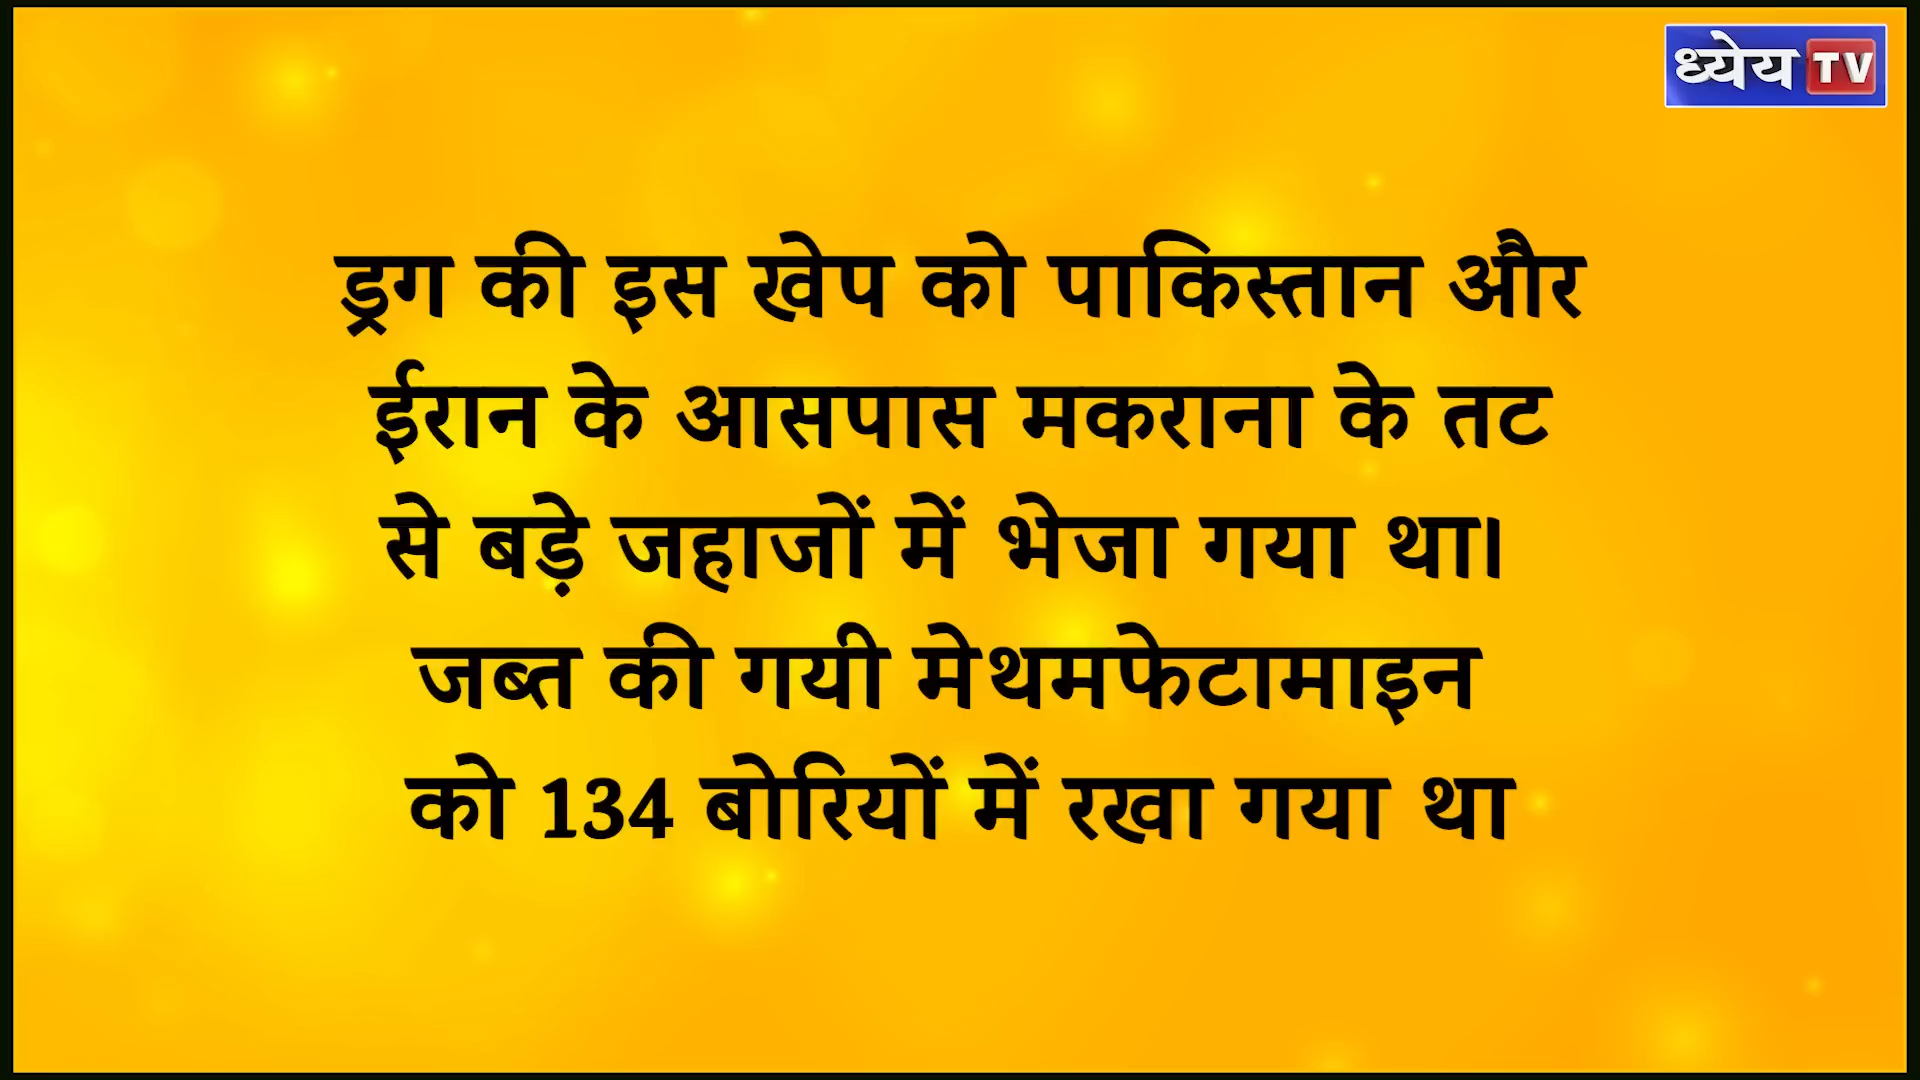 ध्येय TV
ड्रग की इस खेप को पाकिस्तान और
ईरान के आसपास मकराना के तट
से बड़े जहाजों में भेजा गया था।
जब्त की गयी मेथमफेटामाइन
को 134 बोरियों में रखा गया था